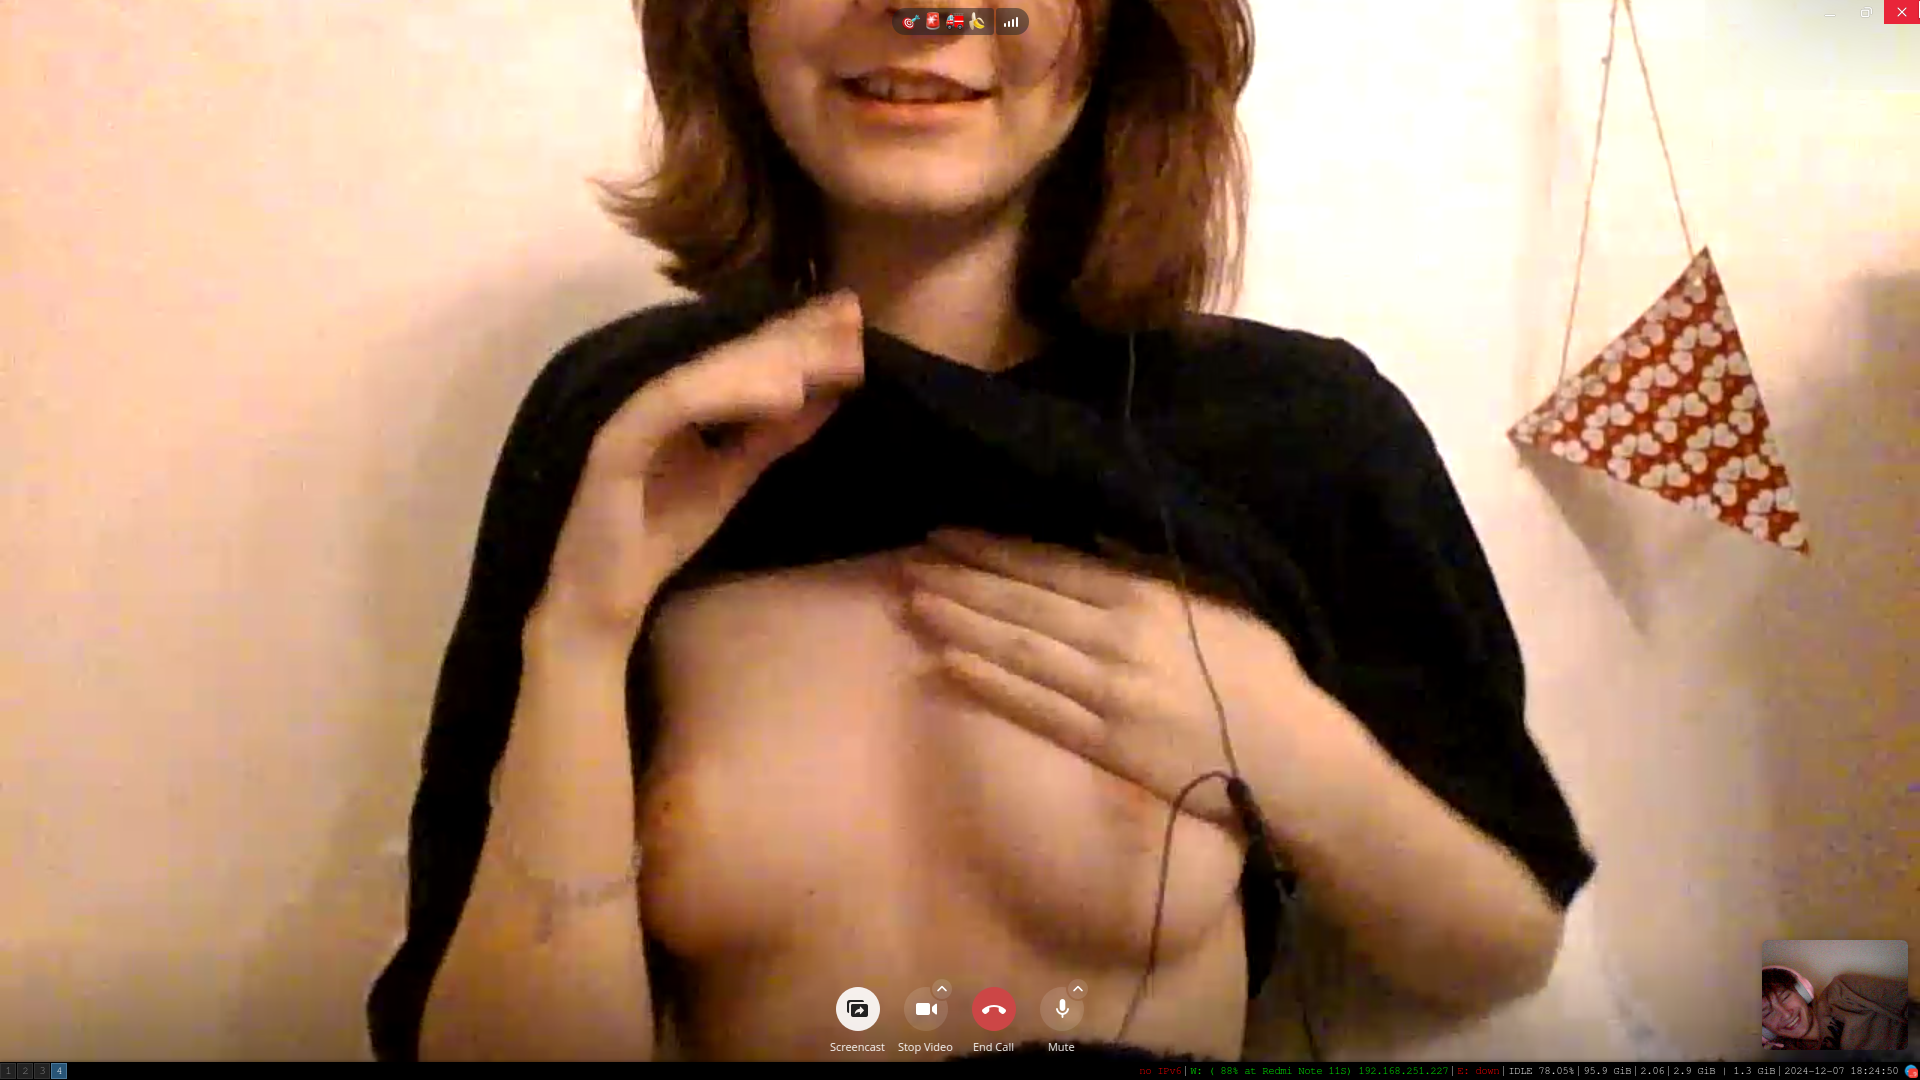 Screencast
Stop Video
End Call
Mute
1 2 3 4
no IPv6|W: ( 88% at Redmi Note 11S) 192.168.251.227|E: down|IDLE 78.05%|95.9 GiB|2.06|2.9 GiB | 1.3 GiB|2024-12-07 18:24:50